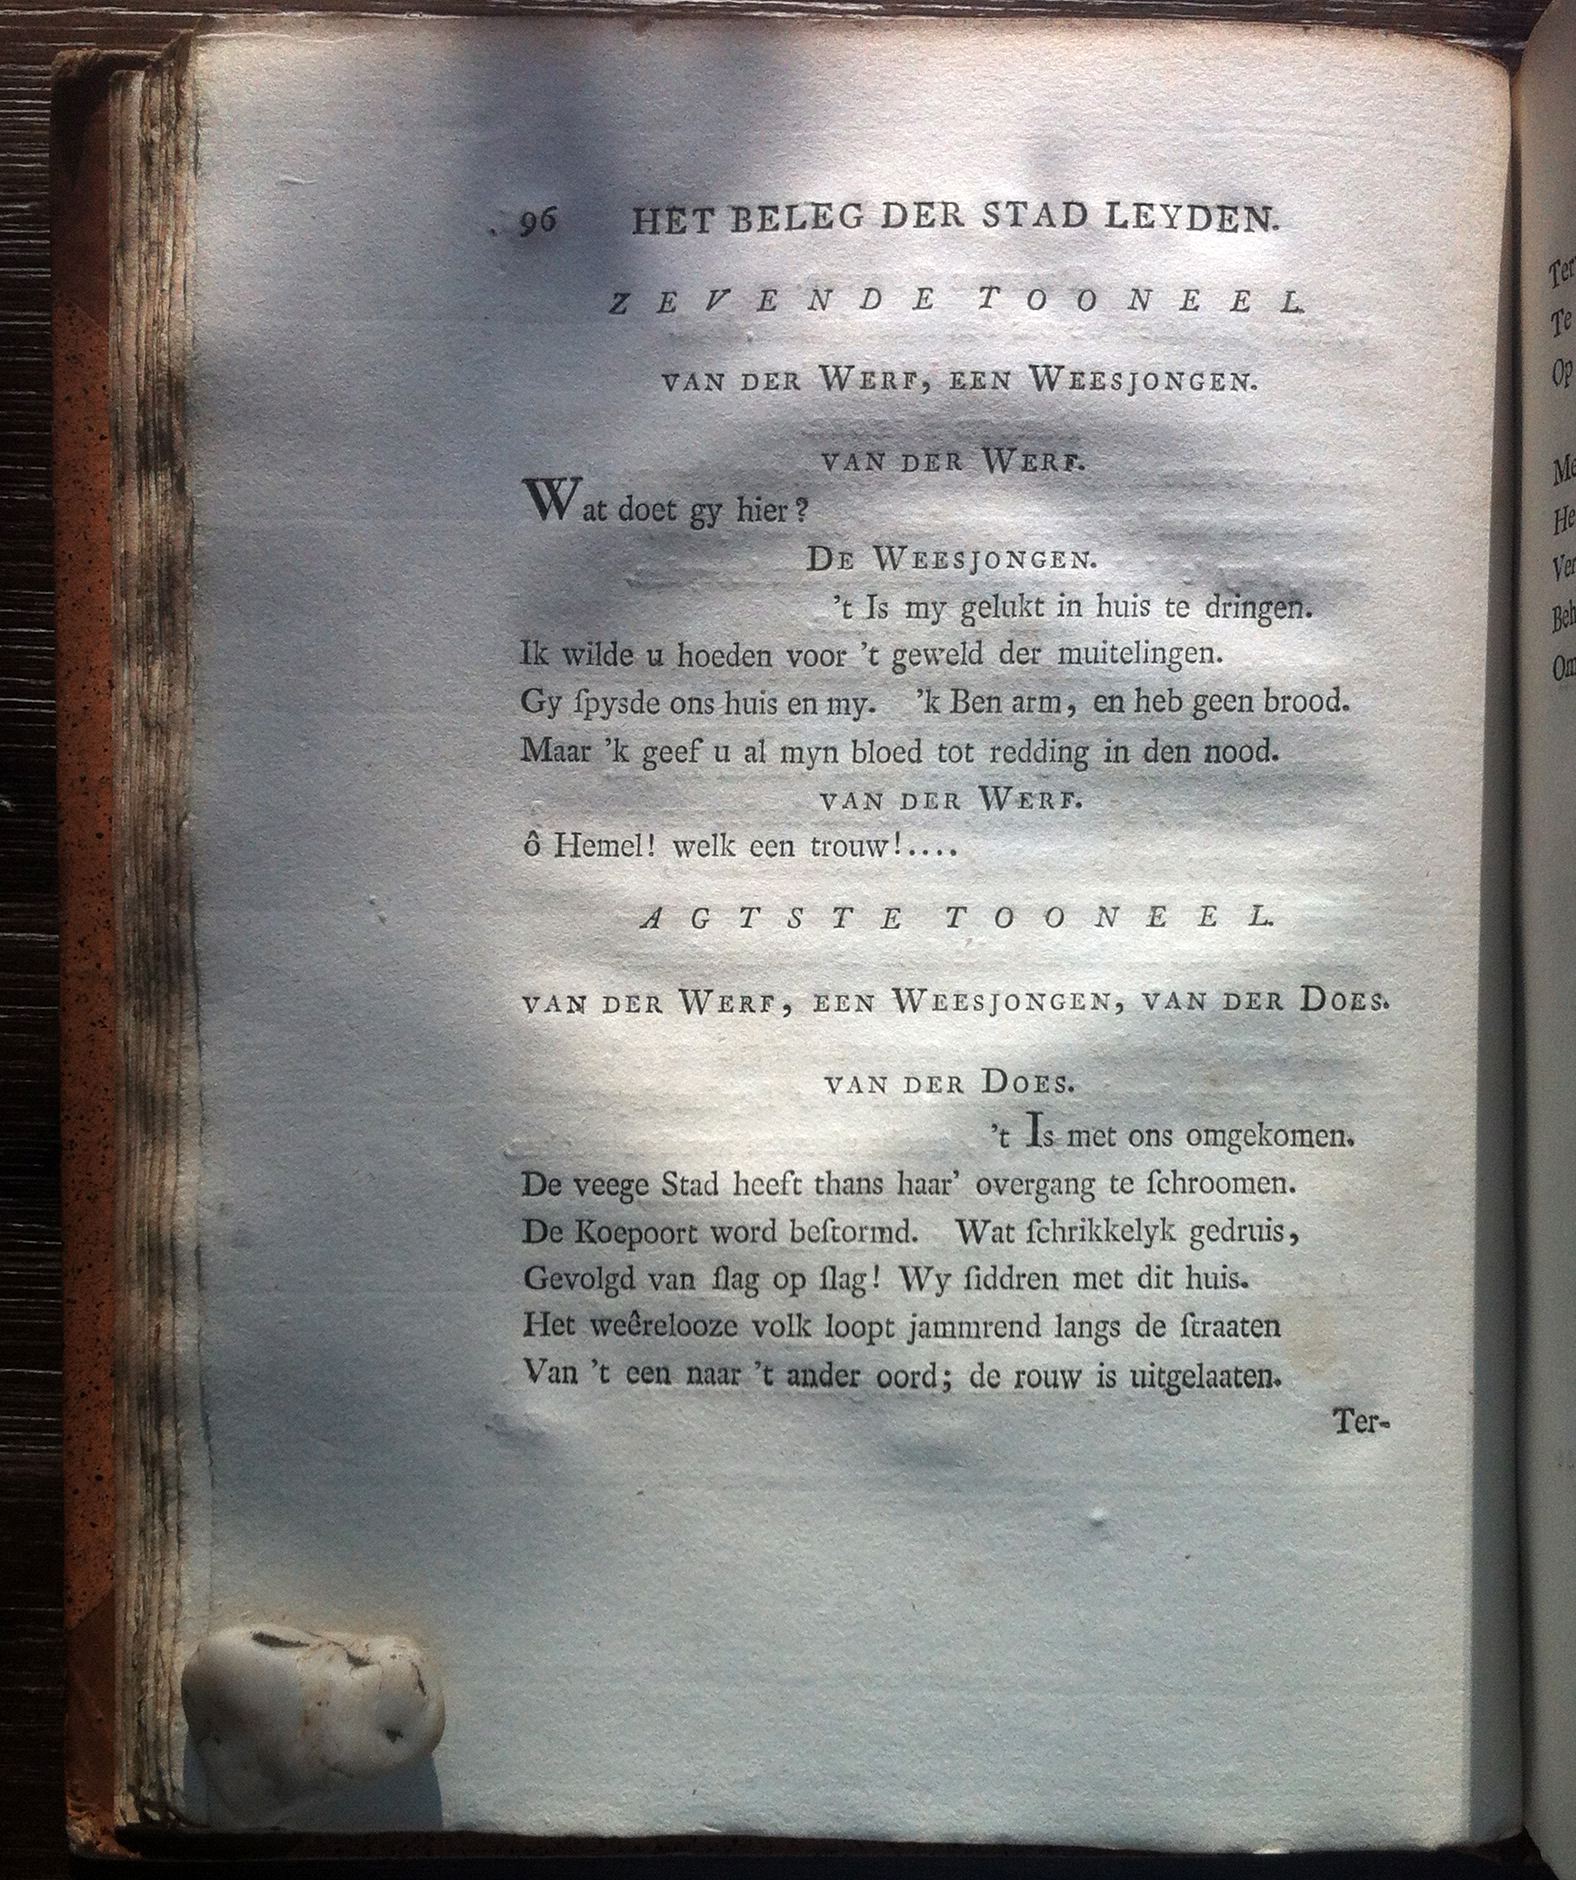 96 HET BELEG DER STAD LEYDEN.
ZEVENDE TOONEEL.
VAN DER WERF, EEN WEESJONGEN.
VAN DER WERF.
Wat doet gy hier?
DE WEESJONGEN.
't Is my gelukt in huis te dringen.
Ik wilde u hoeden voor 't geweld der muitelingen.
Gy ſpysde ons huis en my. 'k Ben arm, en heb geen brood.
Maar 'k geef u al myn bloed tot redding in den nood.
VAN DER WERF.
ô Hemel! welk een trouw!....
AGTSTE TOONEEL.
VAN DER WERF, EEN WEESJONGEN, VAN DER DOES.
VAN DER DOES.
't Is met ons omgekomen.
De veege Stad heeft thans haar' overgang te ſchroomen.
De Koepoort word beſtormd. Wat ſchrikkelyk gedruis,
Gevolgd van ſlag op ſlag! Wy ſiddren met dit huis.
Het weêrelooze volk loopt jammrend langs de ſtraaten
Van 't een naar 't ander oord; de rouw is uitgelaaten.
Ter-
Te
Op